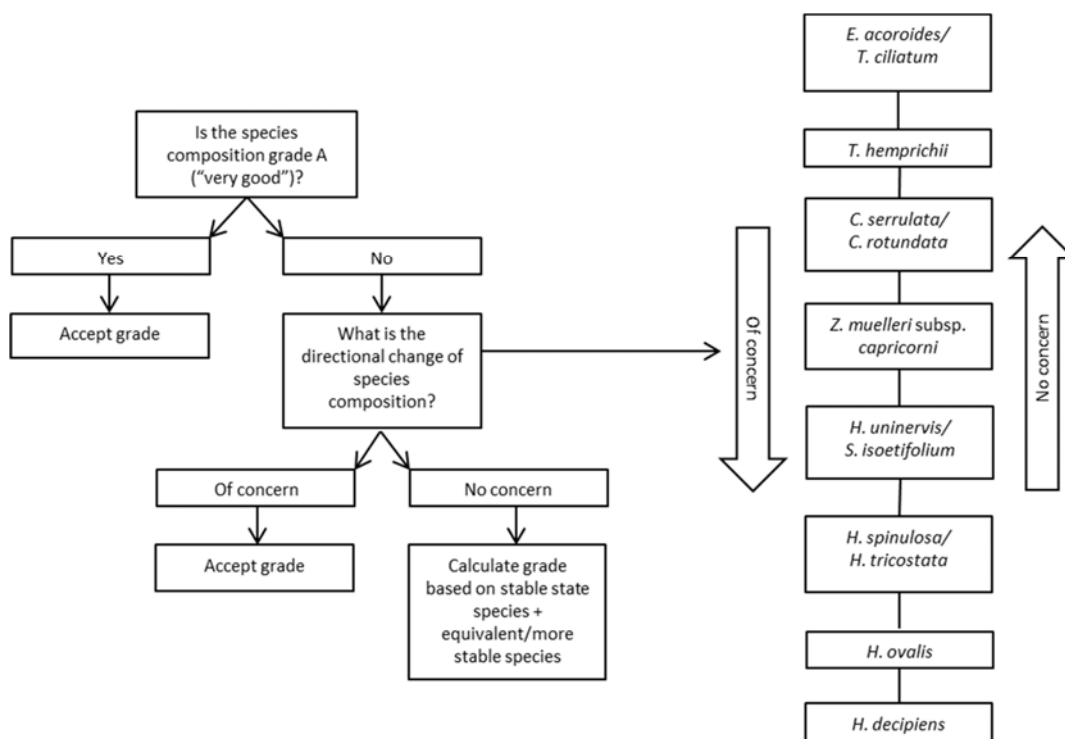 Is the species
composition grade A
(“very good”)?
Yes
No
Accept grade
What is the
directional change of
species
composition?
Of concern
No concern
Accept grade
Calculate grade
based on stable state
species +
equivalent/more
stable species
Of concern
E. acoroides/
T. ciliatum
T. hemprichii
C. serrulata/
C. rotundata
Z. muelleri subsp.
capricorni
H. uninervis/
S. isoetifolium
H. spinulosa/
H. tricostata
H. ovalis
H. decipiens
No concern